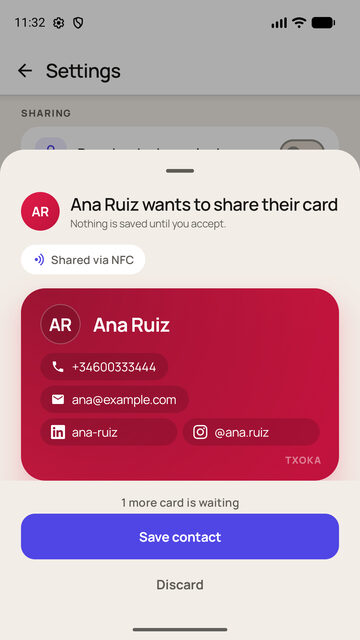 11:32
Settings
SHARING
AR
Ana Ruiz wants to share their card
Nothing is saved until you accept.
Shared via NFC
AR
Ana Ruiz
+34600333444
ana@example.com
ana-ruiz
@ana.ruiz
TXOKA
1 more card is waiting
Save contact
Discard